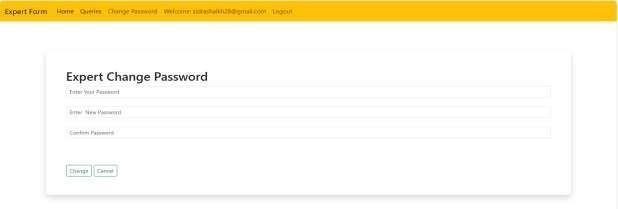 Expert Form Home Queries Change Password Welcome: sidrashaikh28@gmail.com Logout
Expert Change Password
Enter Your Password
Enter New Password
Confirm Password
Change Cancel